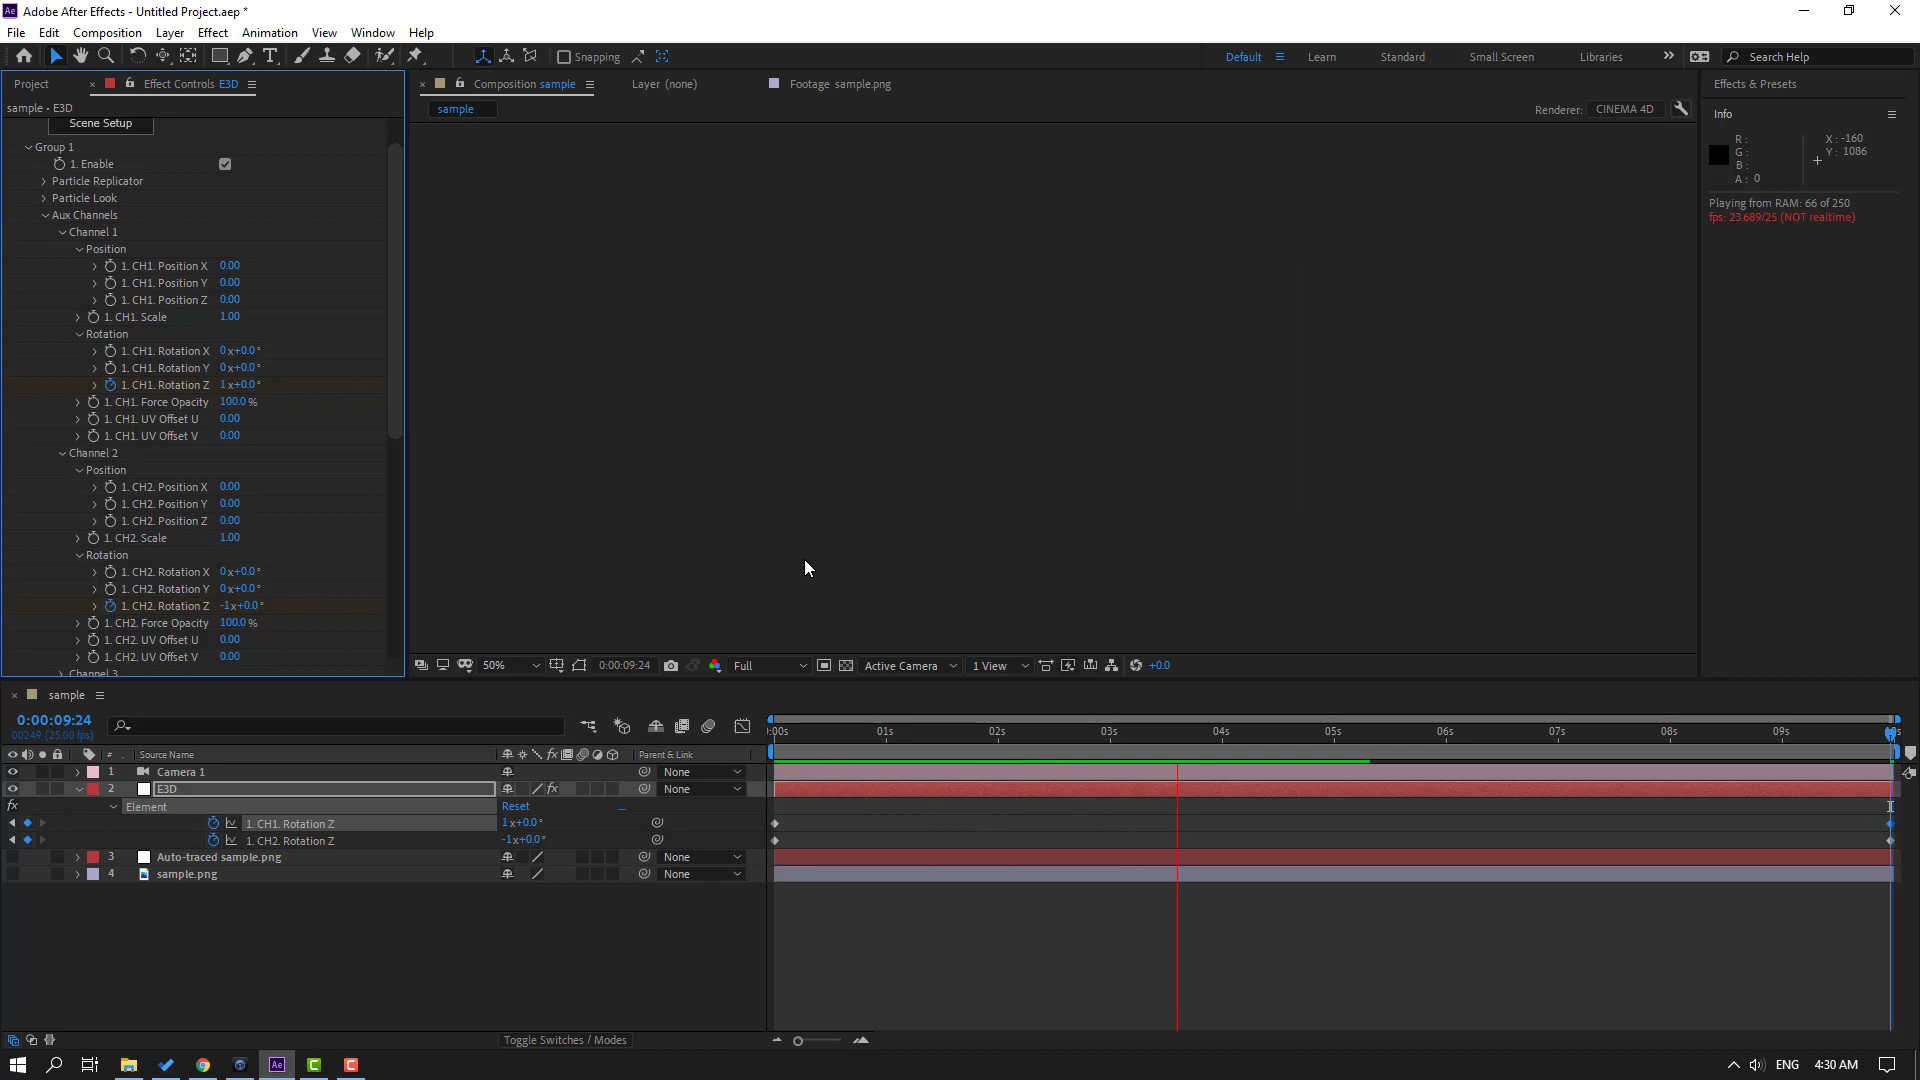 Adobe After Effects - Untitled Project.aep *
File Edit Composition Layer Effect Animation View Window Help
Snapping
Default Learn Standard Small Screen Libraries Search Help
Project Effect Controls E3D
Composition sample Layer (none) Footage sample.png
Effects & Presets
sample • E3D
sample
Renderer: CINEMA 4D
Info
Scene Setup
Group 1
1. Enable
Particle Replicator
Particle Look
Aux Channels
Channel 1
Position
1. CH1. Position X 0.00
1. CH1. Position Y 0.00
1. CH1. Position Z 0.00
1. CH1. Scale 1.00
Rotation
1. CH1. Rotation X 0x+0.0°
1. CH1. Rotation Y 0x+0.0°
1. CH1. Rotation Z 1x+0.0°
1. CH1. Force Opacity 100.0 %
1. CH1. UV Offset U 0.00
1. CH1. UV Offset V 0.00
Channel 2
Position
1. CH2. Position X 0.00
1. CH2. Position Y 0.00
1. CH2. Position Z 0.00
1. CH2. Scale 1.00
Rotation
1. CH2. Rotation X 0x+0.0°
1. CH2. Rotation Y 0x+0.0°
1. CH2. Rotation Z -1x+0.0°
1. CH2. Force Opacity 100.0 %
1. CH2. UV Offset U 0.00
1. CH2. UV Offset V 0.00
Channel 3
R :
G :
B :
A : 0
X : -160
Y : 1086
Playing from RAM: 66 of 250
fps: 23.689/25 (NOT realtime)
50% 0:00:09:24 Full Active Camera 1 View +0.0
sample
0:00:09:24
00249 (25.00 fps)
:00s 01s 02s 03s 04s 05s 06s 07s 08s 09s
# Source Name fx Parent & Link
1 Camera 1 None
2 E3D fx None
fx Element Reset
1. CH1. Rotation Z 1x+0.0°
1. CH2. Rotation Z -1x+0.0°
3 Auto-traced sample.png None
4 sample.png None
Toggle Switches / Modes
Ae ENG 4:30 AM